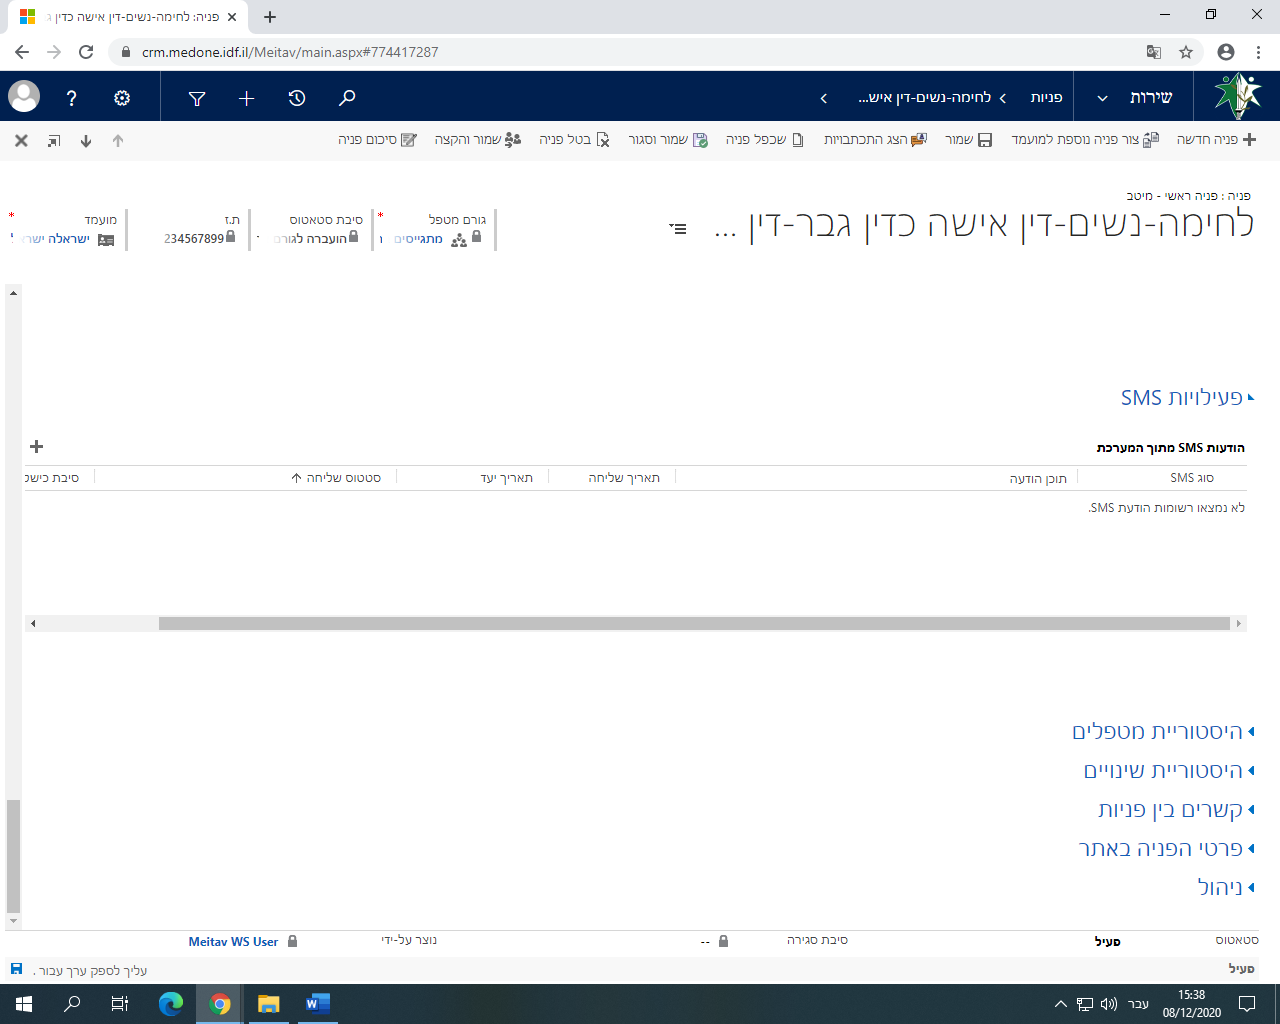 פניה: לחימה-נשים-דין אישה כדין ג
crm.medone.idf.il/Meitav/main.aspx#774417287
שירות
פניות
לחימה-נשים-דין איש...
פניה חדשה
צור פניה נוספת למועמד
שמור
הצג התכתבויות
שכפל פניה
שמור וסגור
בטל פניה
שמור והקצה
סיכום פניה
פניה : פניה ראשי - מיטב
לחימה-נשים-דין אישה כדין גבר-דין ...
גורם מטפל
מתגייסים
סיבת סטאטוס
הועברה לגורם
ת.ז
234567899
מועמד
ישראלה ישר
פעילויות SMS
הודעות SMS מתוך המערכת
סוג SMS
תוכן הודעה
תאריך שליחה
תאריך יעד
סטטוס שליחה
סיבת כישל
לא נמצאו רשומות הודעת SMS.
היסטוריית מטפלים
היסטוריית שינויים
קשרים בין פניות
פרטי הפניה באתר
ניהול
סטאטוס
פעיל
סיבת סגירה
--
נוצר על-ידי
Meitav WS User
פעיל
עליך לספק ערך עבור .
עבר
15:38
08/12/2020